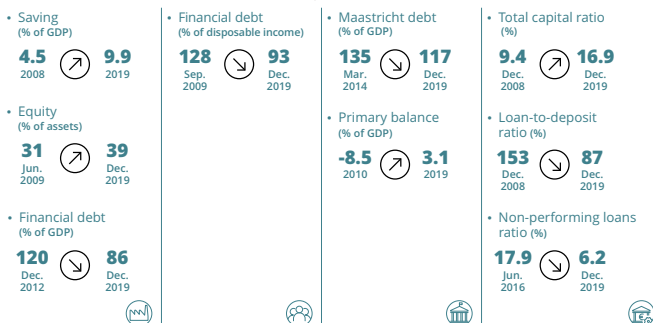 • Saving
(% of GDP)
4.5 9.9
2008 2019
• Equity
(% of assets)
31 39
Jun. Dec.
2009 2019
• Financial debt
(% of GDP)
120 86
Dec. Dec.
2012 2019
• Financial debt
(% of disposable income)
128 93
Sep. Dec.
2009 2019
• Maastricht debt
(% of GDP)
135 117
Mar. Dec.
2014 2019
• Primary balance
(% of GDP)
-8.5 3.1
2010 2019
• Total capital ratio
(%)
9.4 16.9
Dec. Dec.
2008 2019
• Loan-to-deposit
ratio (%)
153 87
Dec. Dec.
2008 2019
• Non-performing loans
ratio (%)
17.9 6.2
Jun. Dec.
2016 2019
€